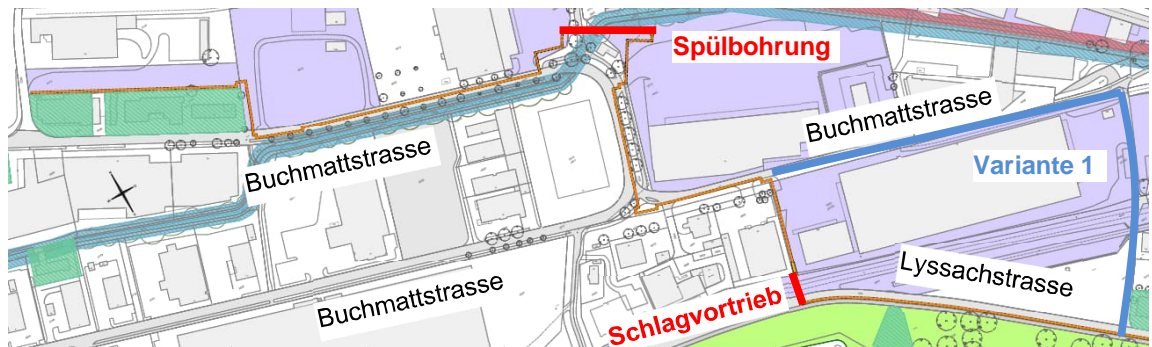 Spülbohrung
Buchmattstrasse
Buchmattstrasse
Variante 1
Lyssachstrasse
Buchmattstrasse
Schlagvortrieb